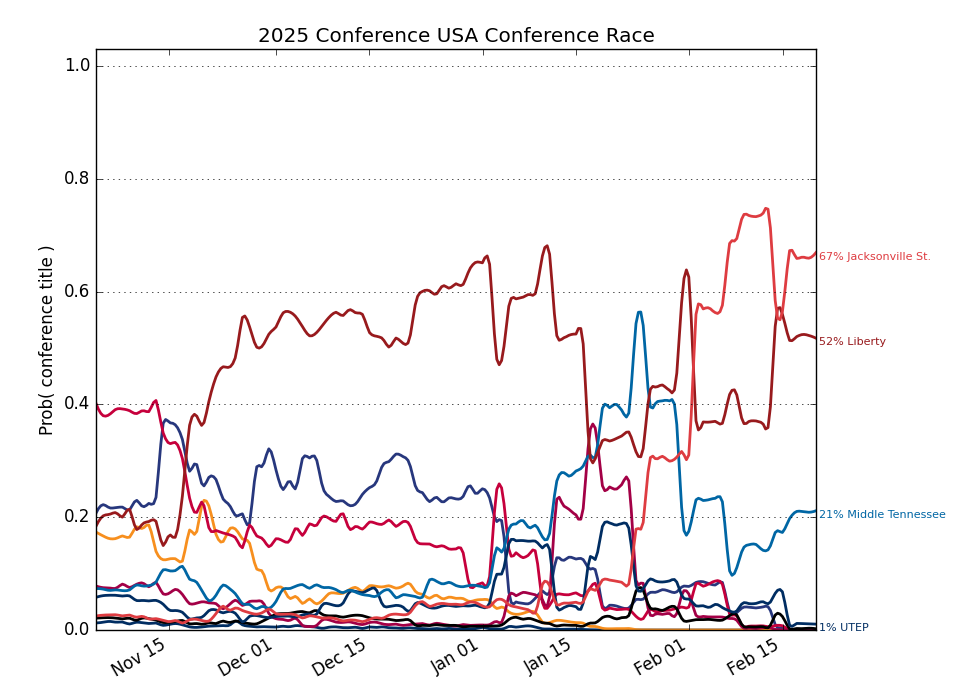 2025 Conference USA Conference Race
Prob( conference title )
1.0
0.8
0.6
0.4
0.2
0.0
67% Jacksonville St.
52% Liberty
21% Middle Tennessee
1% UTEP
Nov 15
Dec 01
Dec 15
Jan 01
Jan 15
Feb 01
Feb 15